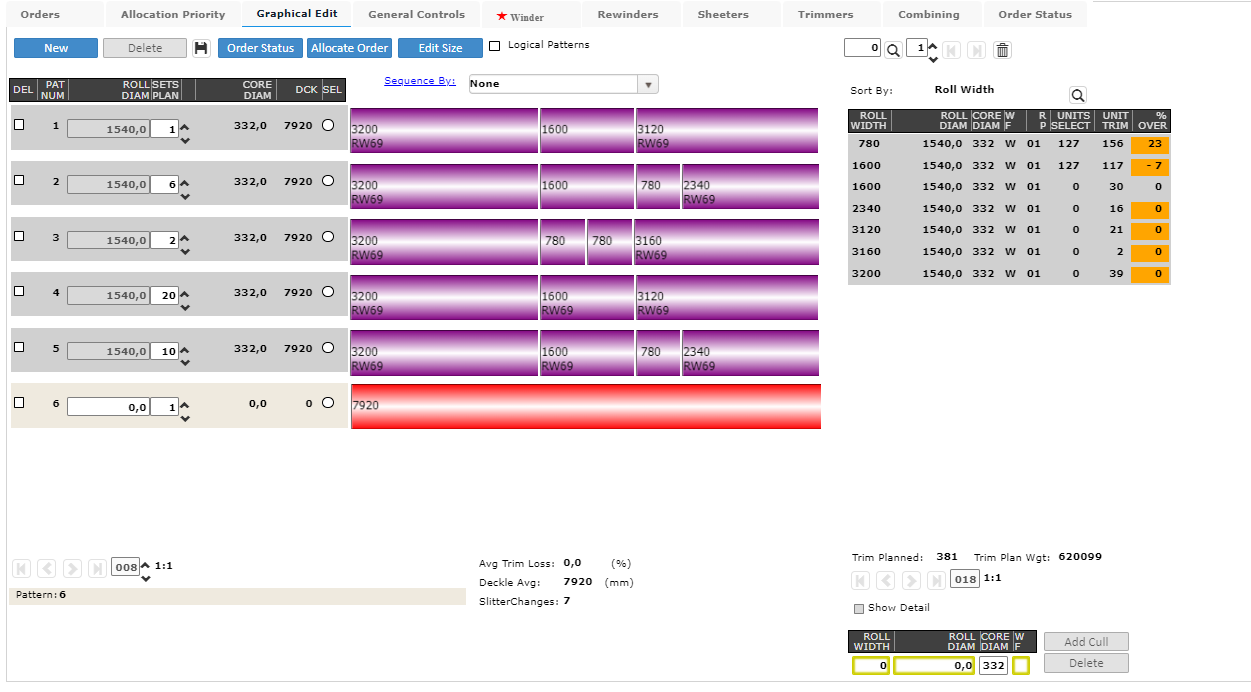 Orders Allocation Priority Graphical Edit General Controls Winder Rewinders Sheeters Trimmers Combining Order Status
New Delete Order Status Allocate Order Edit Size Logical Patterns 0 1
Sequence By: None
Sort By: Roll Width
DEL PAT NUM ROLL DIAM SETS PLAN CORE DIAM DCK SEL
1 1540,0 1 332,0 7920
3200 1600 3120
RW69 RW69
2 1540,0 6 332,0 7920
3200 1600 780 2340
RW69 RW69
3 1540,0 2 332,0 7920
3200 780 780 3160
RW69 RW69
4 1540,0 20 332,0 7920
3200 1600 3120
RW69 RW69 RW69
5 1540,0 10 332,0 7920
3200 1600 780 2340
RW69 RW69 RW69
6 0,0 1 0,0 0
7920
ROLL WIDTH ROLL DIAM CORE DIAM W F R P UNITS SELECT UNIT TRIM % OVER
780 1540,0 332 W 01 127 156 23
1600 1540,0 332 W 01 127 117 - 7
1600 1540,0 332 W 01 0 30 0
2340 1540,0 332 W 01 0 16 0
3120 1540,0 332 W 01 0 21 0
3160 1540,0 332 W 01 0 2 0
3200 1540,0 332 W 01 0 39 0
008 1:1
Pattern: 6
Avg Trim Loss: 0,0 (%)
Deckle Avg: 7920 (mm)
SlitterChanges: 7
Trim Planned: 381 Trim Plan Wgt: 620099
018 1:1
Show Detail
ROLL WIDTH ROLL DIAM CORE DIAM W F Add Cull
0 0,0 332 Delete